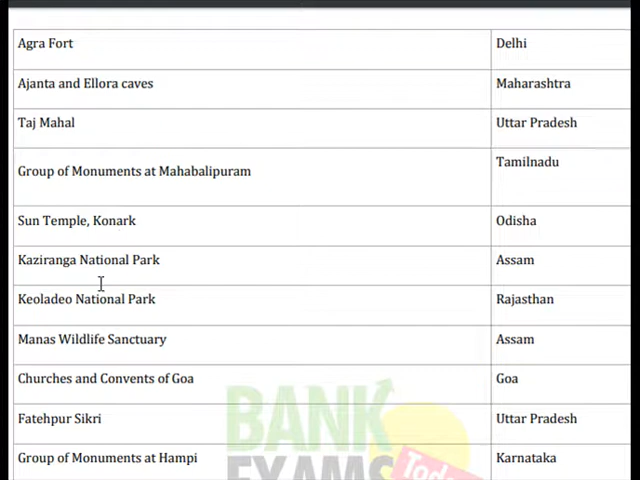 Agra Fort Delhi
Ajanta and Ellora caves Maharashtra
Taj Mahal Uttar Pradesh
Group of Monuments at Mahabalipuram Tamilnadu
Sun Temple, Konark Odisha
Kaziranga National Park Assam
Keoladeo National Park Rajasthan
Manas Wildlife Sanctuary Assam
Churches and Convents of Goa Goa
Fatehpur Sikri Uttar Pradesh
Group of Monuments at Hampi Karnataka
BANK
EXAMS
Today